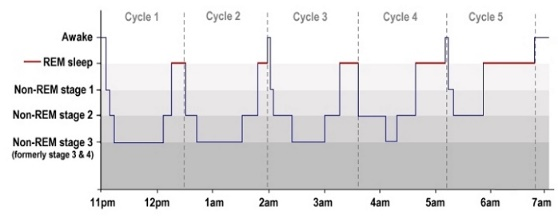 Cycle 1 Cycle 2 Cycle 3 Cycle 4 Cycle 5
Awake
REM sleep
Non-REM stage 1
Non-REM stage 2
Non-REM stage 3
(formerly stage 3 & 4)
11pm 12pm 1am 2am 3am 4am 5am 6am 7am